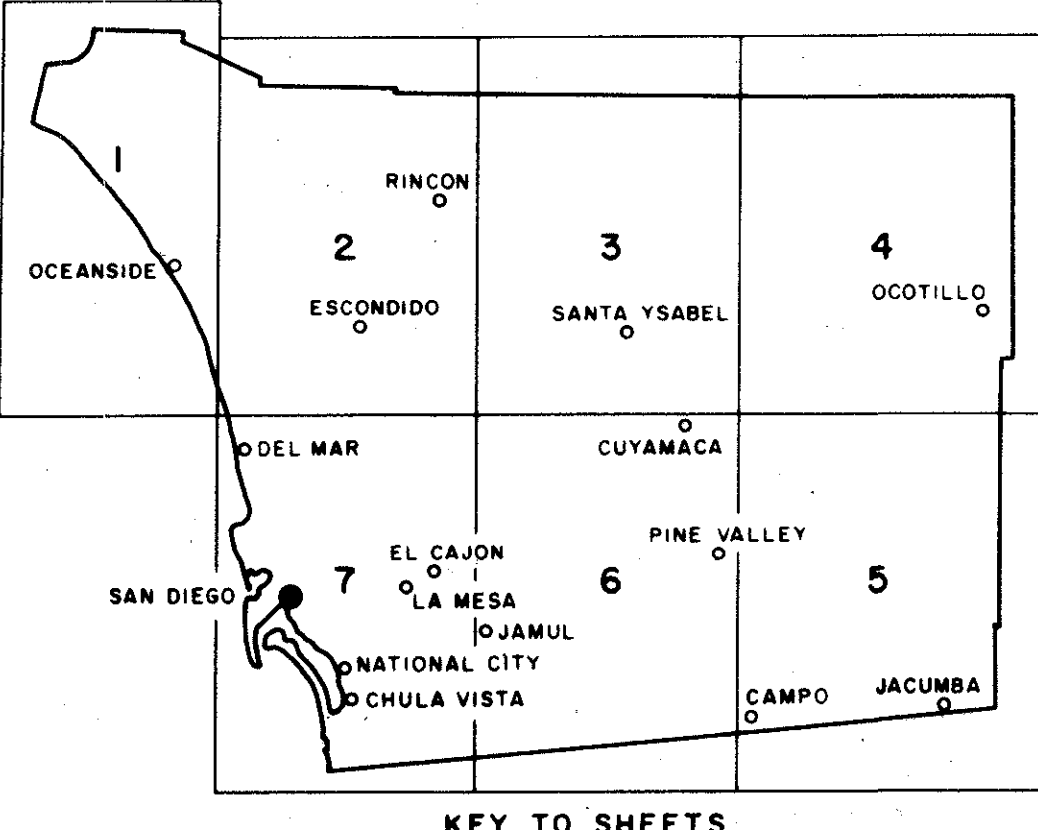 1
RINCON
2
3
4
OCEANSIDE
OCOTILLO
ESCONDIDO
SANTA YSABEL
DEL MAR
CUYAMACA
PINE VALLEY
EL CAJON
SAN DIEGO
7
6
5
LA MESA
JAMUL
NATIONAL CITY
CHULA VISTA
CAMPO
JACUMBA
KEY TO SHEETS